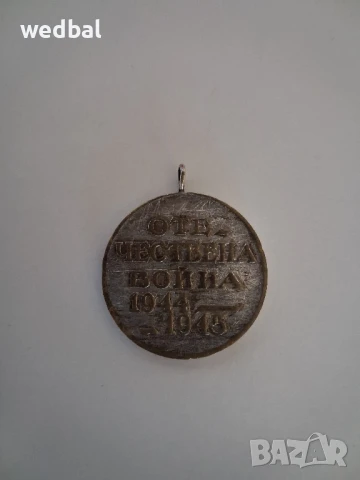 wedbal
ОТЕ-
ЧЕСТВЕНА
ВОЙНА
1944
1945
BAZAR